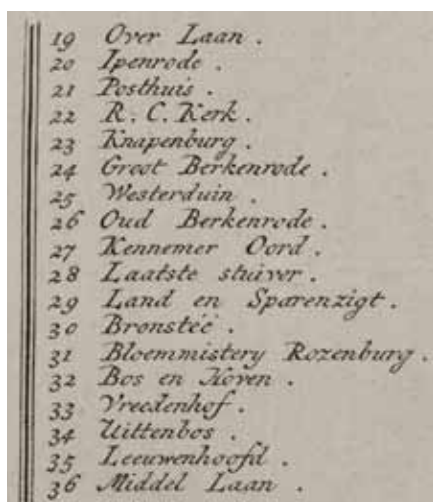 19 Over Laan.
20 Ipenrode.
21 Posthuis.
22 R. C. Kerk.
23 Knapenburg.
24 Groot Berkenrode.
25 Westerduin.
26 Oud Berkenrode.
27 Kennemer Oord.
28 Laatste stuiver.
29 Land en Sparenzigt.
30 Bronstéé.
31 Bloemmistery Rozenburg.
32 Bos en Hoven.
33 Vreedenhof.
34 Uittenbos.
35 Leeuwenhoofd.
36 Middel Laan.